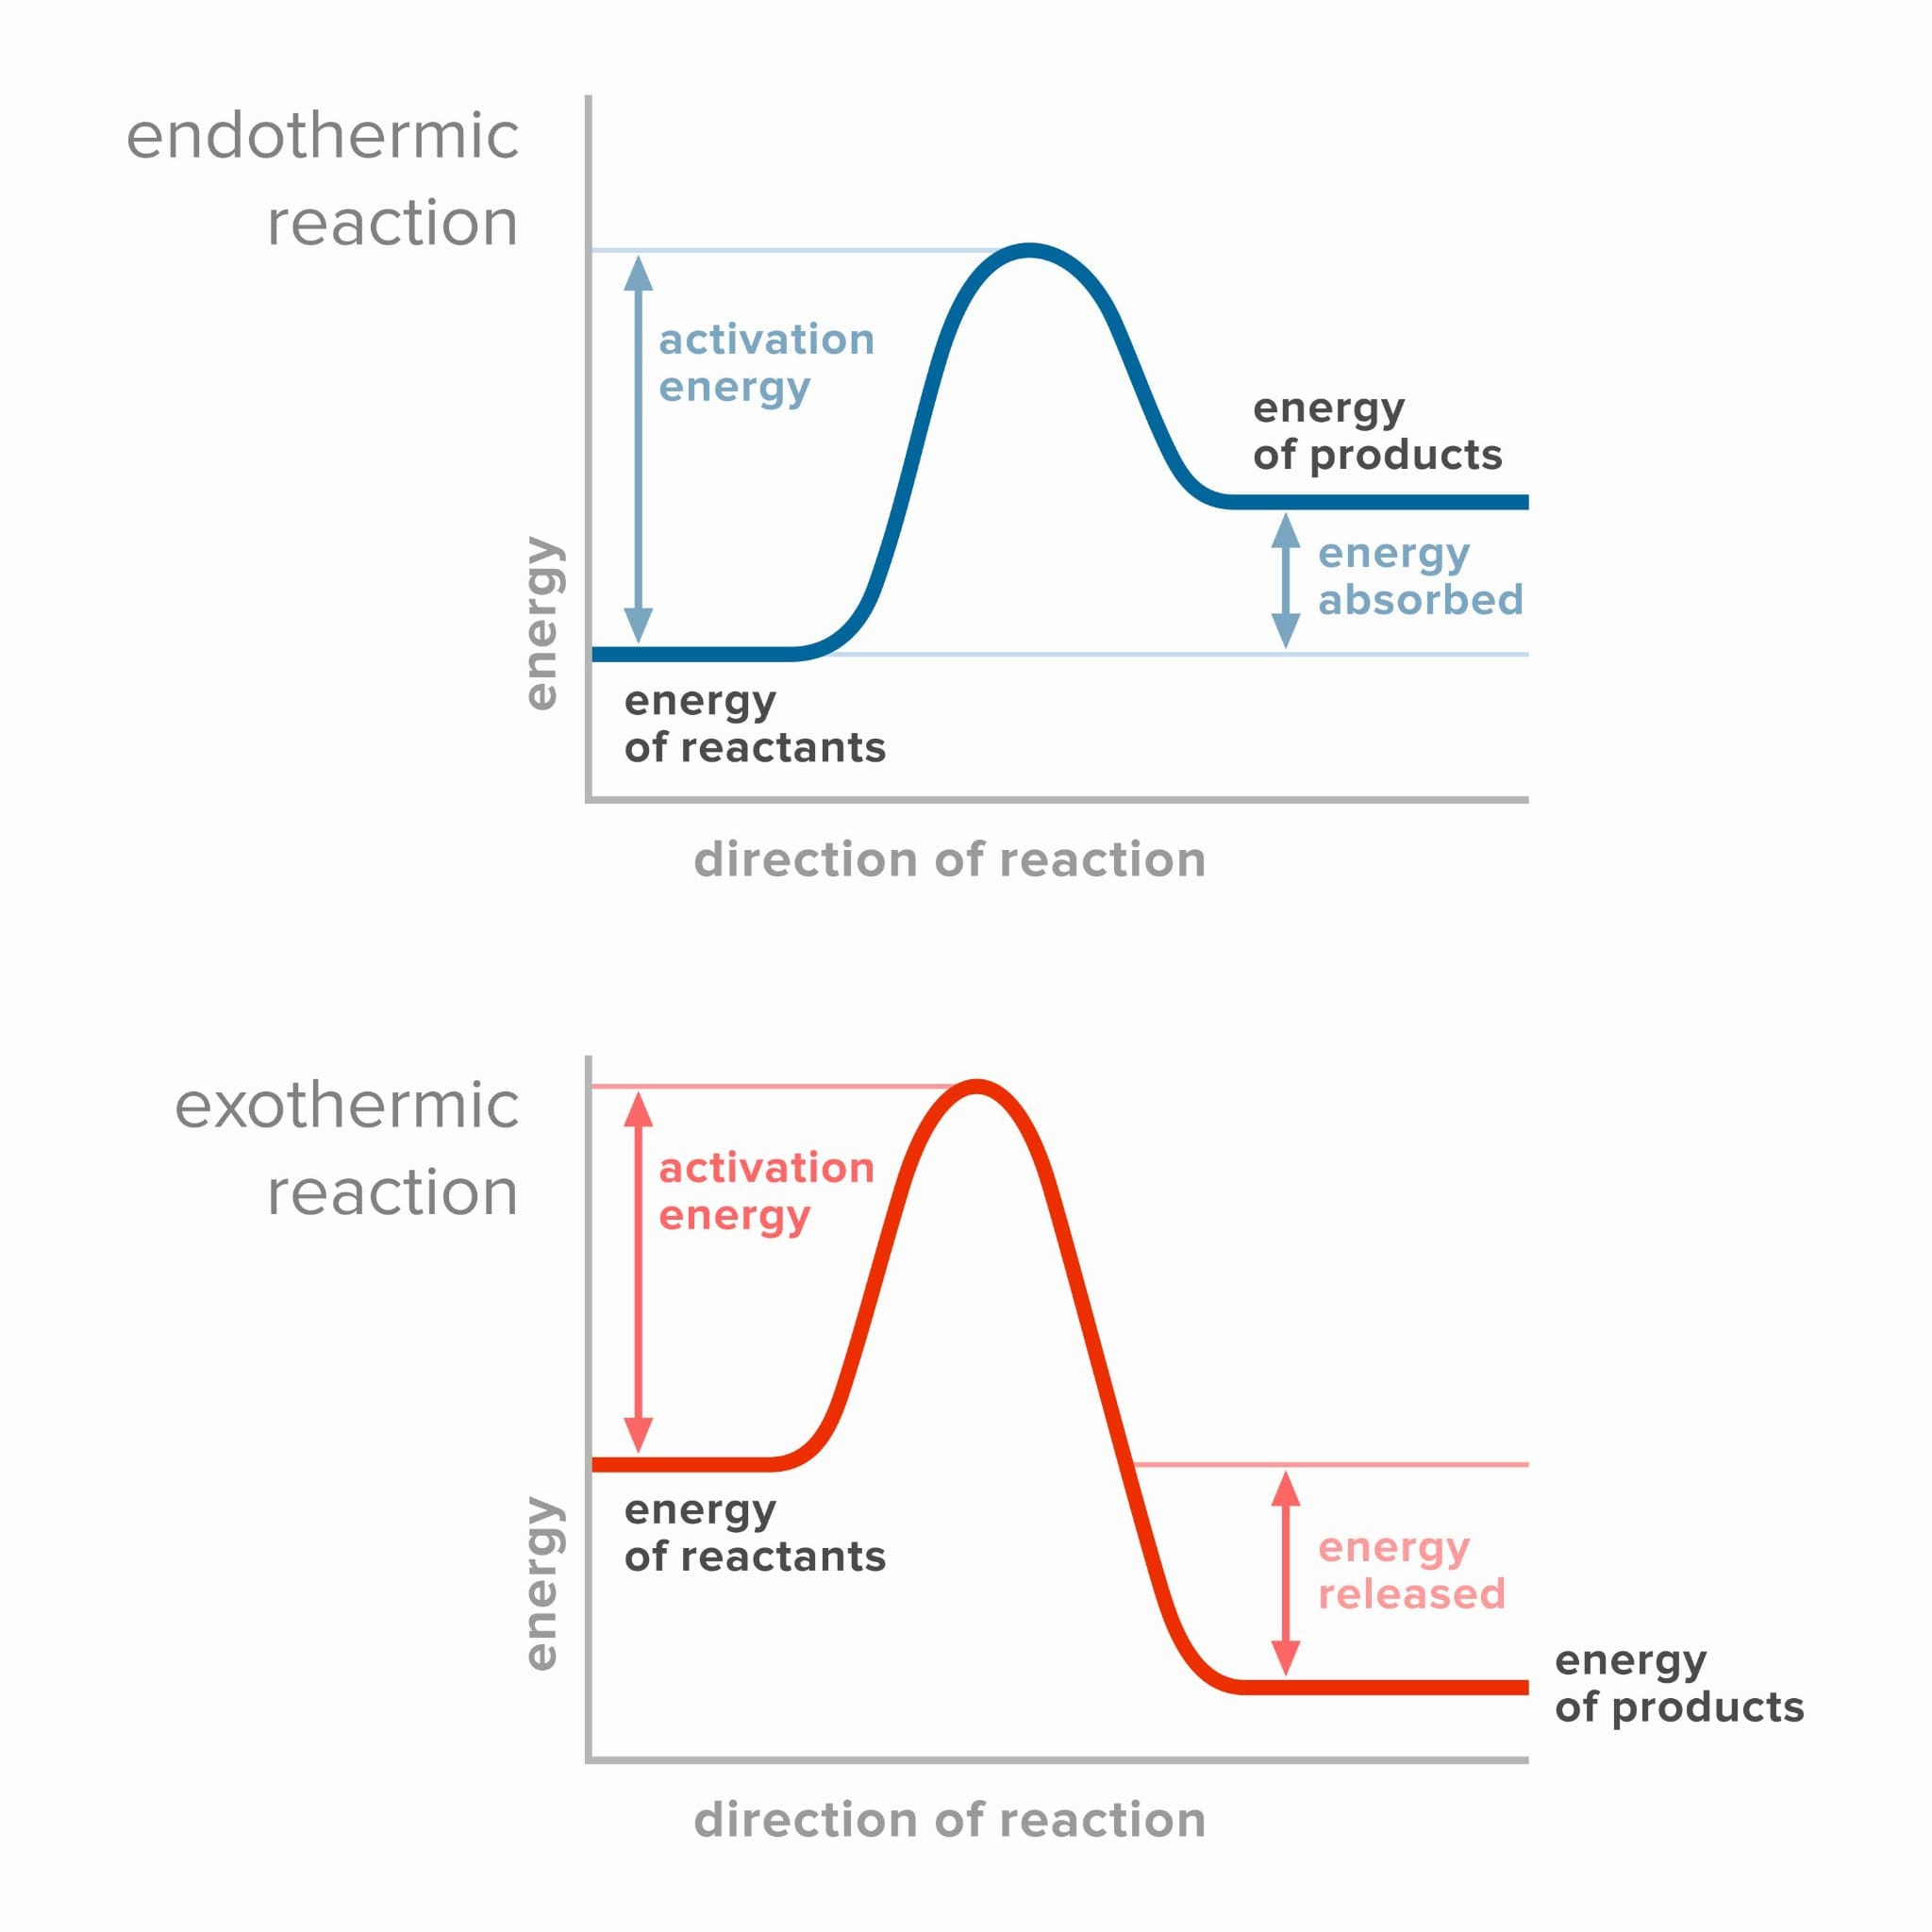 endothermic
reaction
activation
energy
energy
of products
energy
absorbed
energy
energy
of reactants
direction of reaction
exothermic
reaction
activation
energy
energy
energy
of reactants
energy
released
energy
of products
direction of reaction